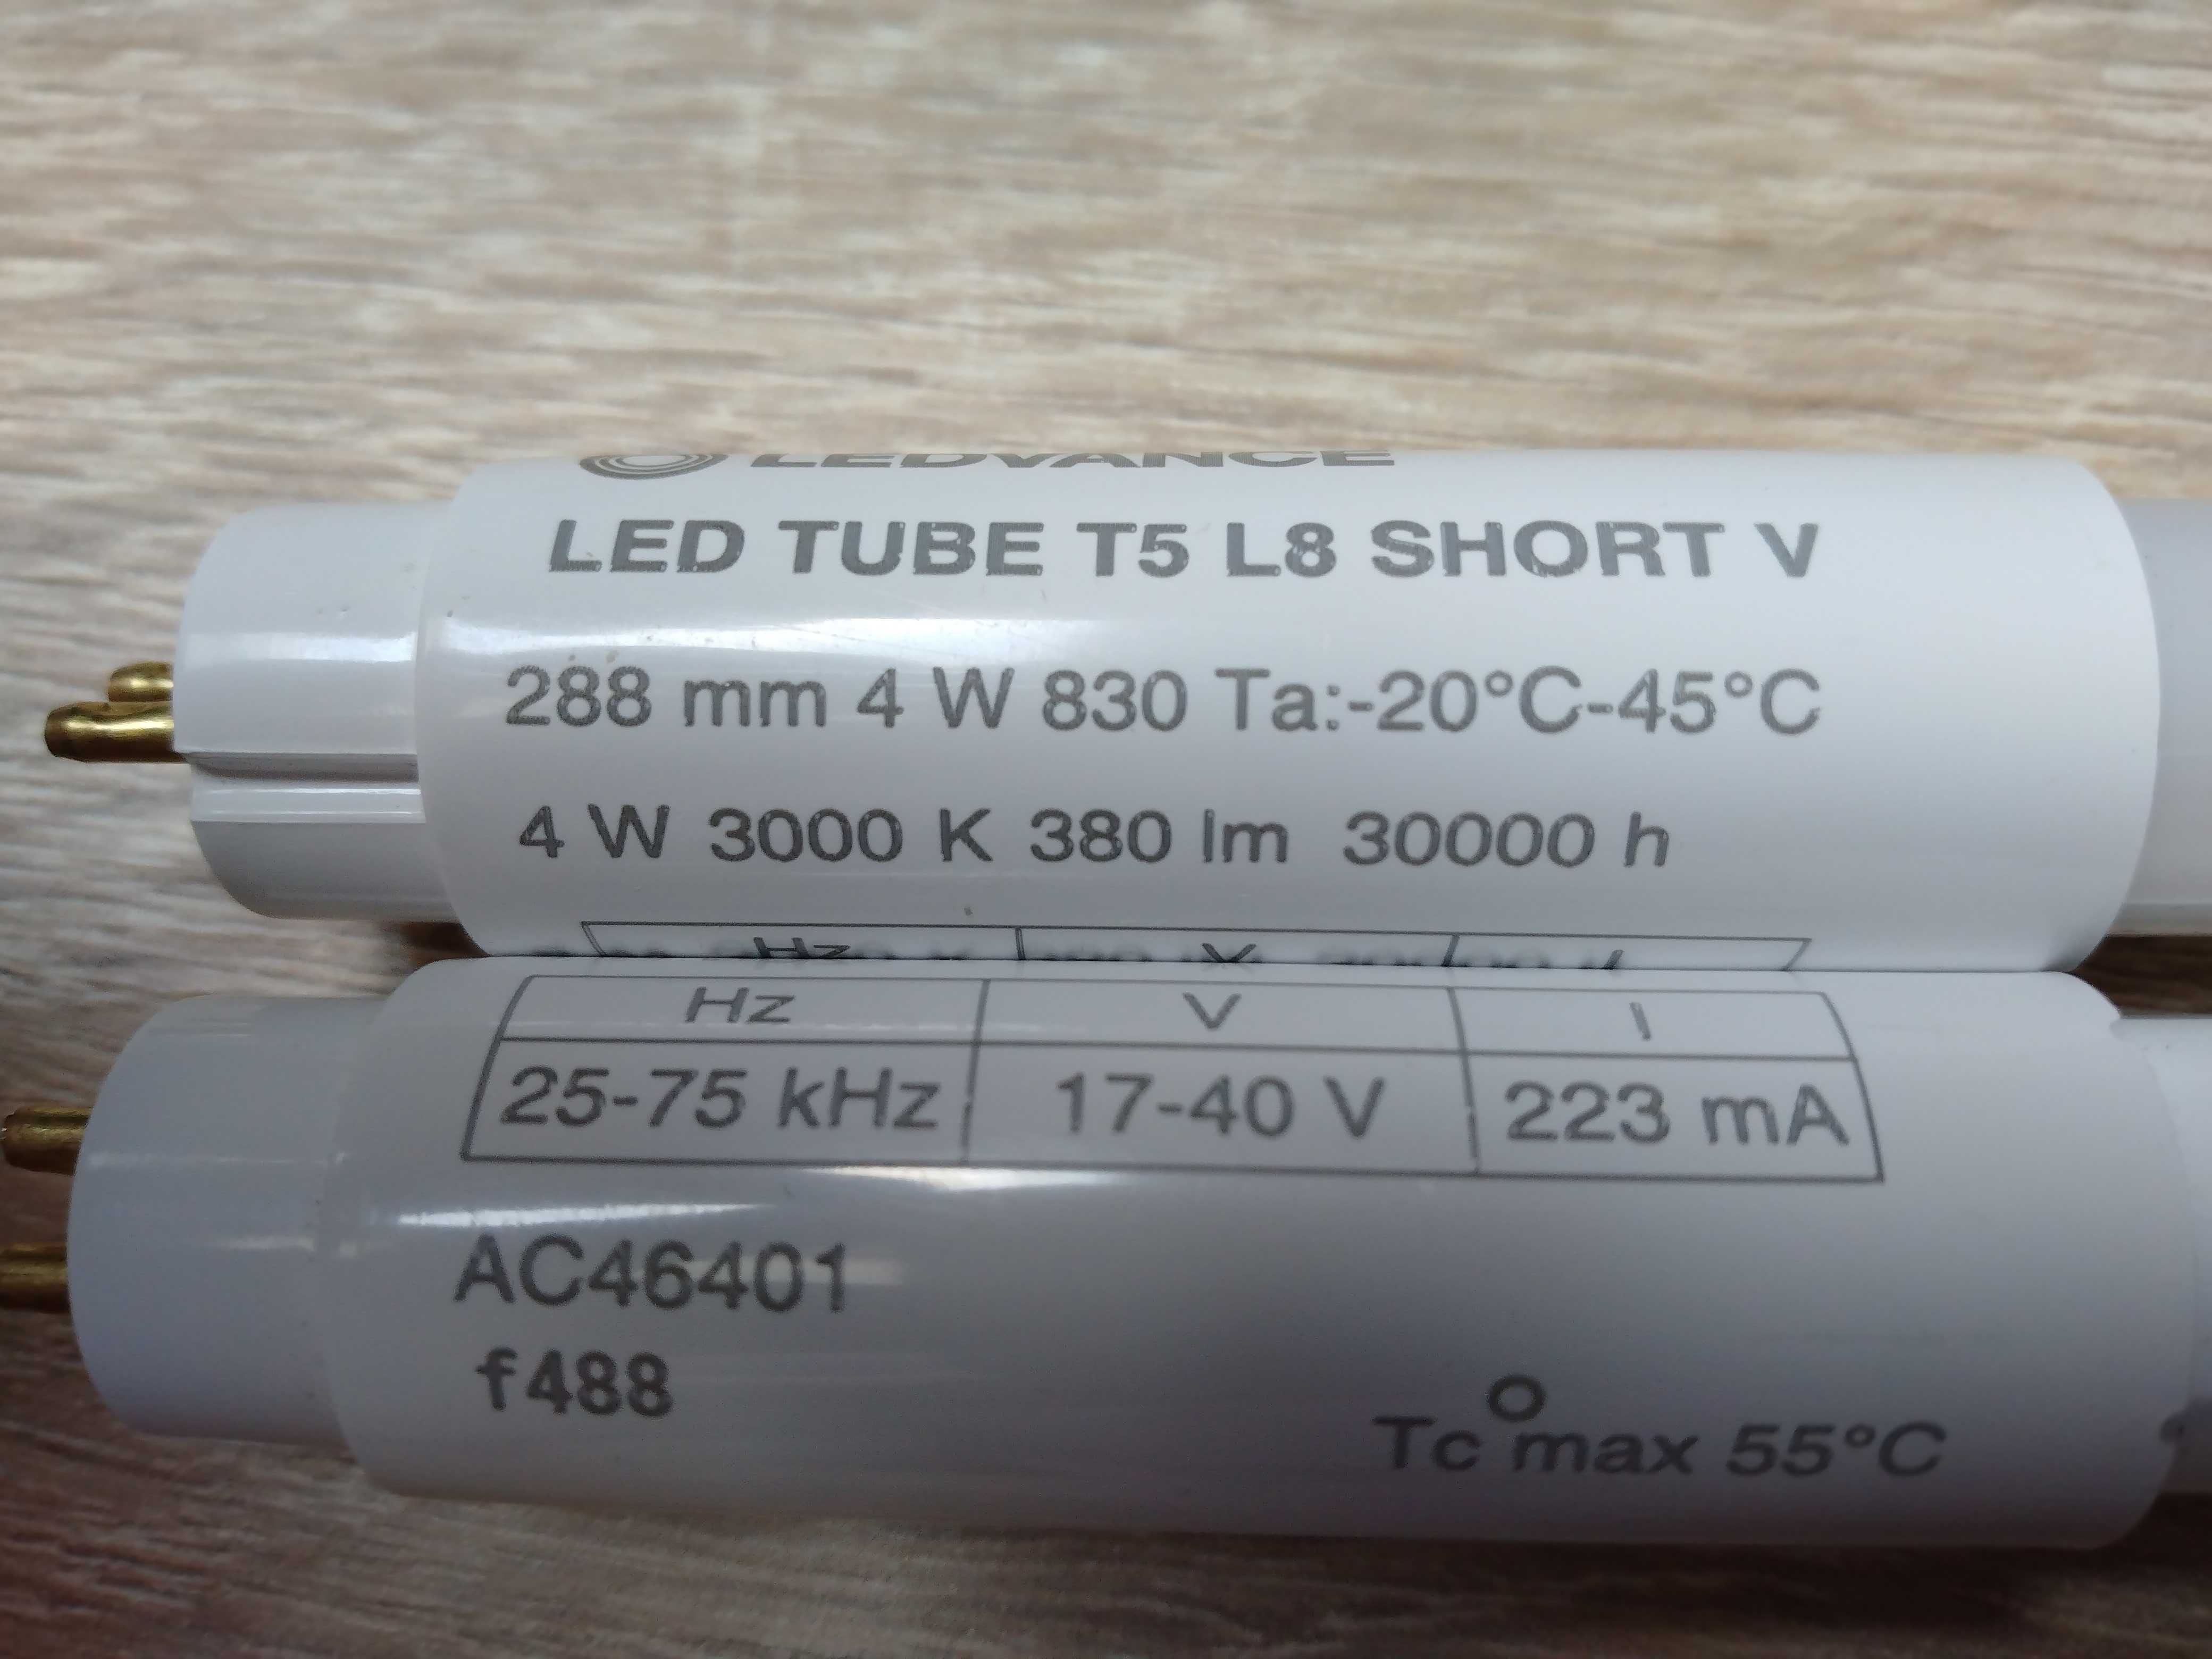 LEDVANCE
LED TUBE T5 L8 SHORT V
288 mm 4 W 830 Ta:-20°C-45°C
4 W 3000 K 380 lm 30000 h
Hz V
Hz V I
25-75 kHz 17-40 V 223 mA
AC46401
f488
Tc max 55°C